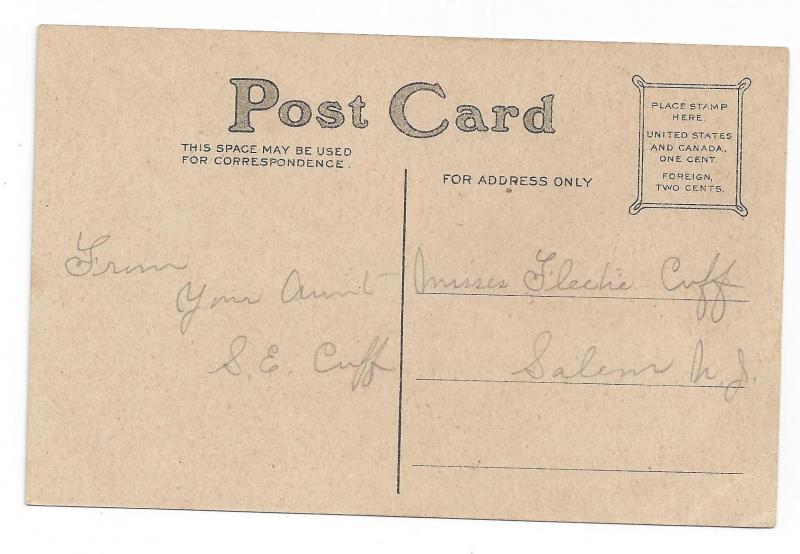 Post Card
THIS SPACE MAY BE USED
FOR CORRESPONDENCE.
FOR ADDRESS ONLY
PLACE STAMP
HERE.
UNITED STATES
AND CANADA,
ONE CENT.
FOREIGN,
TWO CENTS.
From
Your Aunt
S. E. Cuff
Misses Flectie Cuff
Salem N. J.